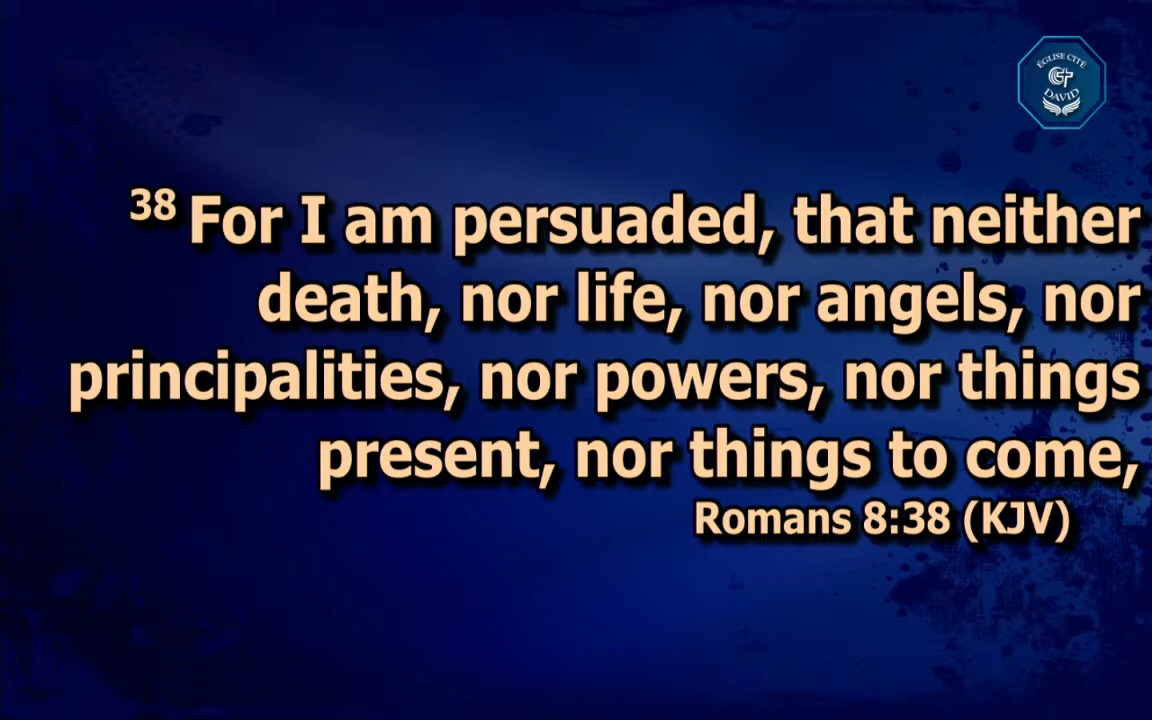 ÉGLISE CITÉ
DAVID
38 For I am persuaded, that neither
death, nor life, nor angels, nor
principalities, nor powers, nor things
present, nor things to come,
Romans 8:38 (KJV)